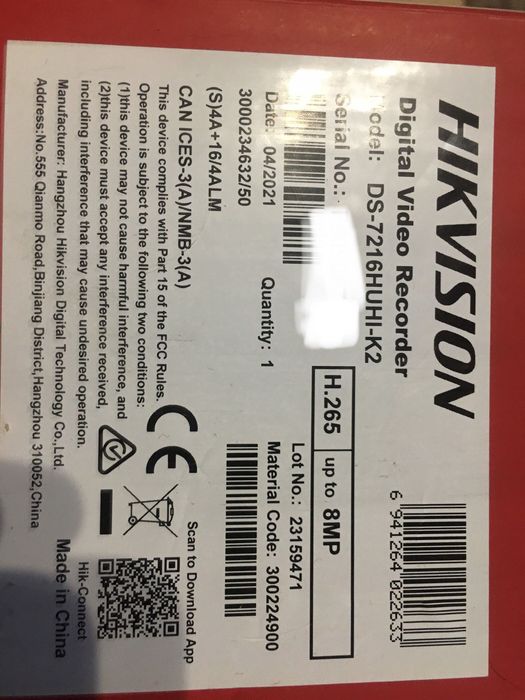 HIKVISION
Digital Video Recorder
Model: DS-7216HUHI-K2
Serial No.:
H.265 up to 8MP
6 941264 022633
Date: 04/2021 Quantity: 1
Lot No.: 23159471
3000234632/50
Material Code: 300224900
(S)4A+16/4ALM
CAN ICES-3(A)/NMB-3(A)
This device complies with Part 15 of the FCC Rules.
Operation is subject to the following two conditions:
(1)this device may not cause harmful interference, and
(2)this device must accept any interference received,
including interference that may cause undesired operation.
CE
Scan to Download App
Hik-Connect
Manufacturer: Hangzhou Hikvision Digital Technology Co.,Ltd.
Address:No.555 Qianmo Road,Binjiang District,Hangzhou 310052,China
Made in China